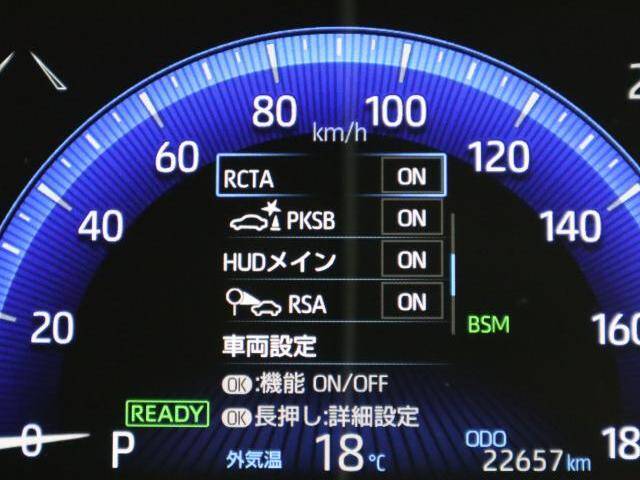 80 100
km/h
60 120
RCTA ON
PKSB ON
40 140
HUDメイン ON
RSA ON
20 BSM 160
車両設定
OK:機能 ON/OFF
READY OK長押し:詳細設定
0 P 外気温 18℃ ODO 22657km